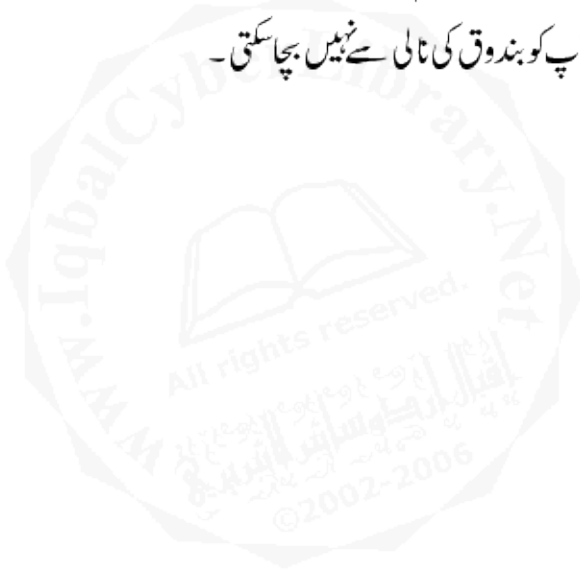 پ کو بندوق کی نالی سے نہیں بچا سکتی ۔
www.IqbalCyberLibrary.Net
All rights reserved.
©2002-2006